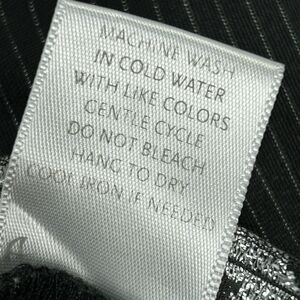 MACHINE WASH
IN COLD WATER
WITH LIKE COLORS
GENTLE CYCLE
DO NOT BLEACH
HANG TO DRY
COOL IRON IF NEEDED